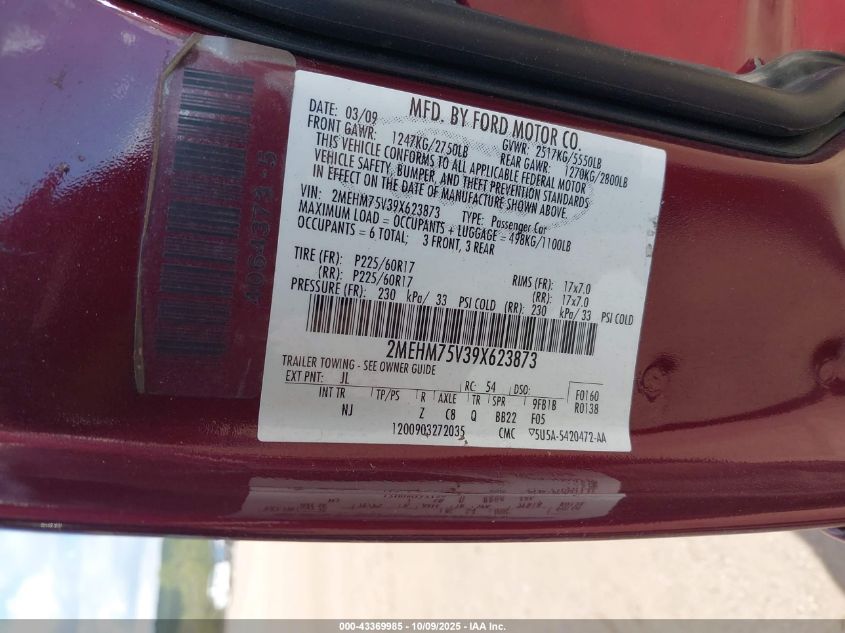 4064373-5
MFD. BY FORD MOTOR CO.
DATE: 03/09 GVWR: 2517KG/5550LB
FRONT GAWR: 1247KG/2750LB REAR GAWR: 1270KG/2800LB
THIS VEHICLE CONFORMS TO ALL APPLICABLE FEDERAL MOTOR
VEHICLE SAFETY, BUMPER, AND THEFT PREVENTION STANDARDS
IN EFFECT ON THE DATE OF MANUFACTURE SHOWN ABOVE.
VIN: 2MEHM75V39X623873 TYPE: Passenger Car
MAXIMUM LOAD = OCCUPANTS + LUGGAGE = 498KG/1100LB
OCCUPANTS = 6 TOTAL; 3 FRONT, 3 REAR
TIRE (FR): P225/60R17 RIMS (FR): 17x7.0
(RR): P225/60R17 (RR): 17x7.0
PRESSURE (FR): 230 kPa/ 33 PSI COLD (RR): 230 kPa/ 33 PSI COLD
2MEHM75V39X623873
TRAILER TOWING - SEE OWNER GUIDE
EXT PNT: JL RC: 54 DSO: F0160
INT TR TP/PS R AXLE TR SPR 9FB1B R0138
NJ Z C8 Q BB22 F05
1200903272035 CMC ▽5U5A-5420472-AA
000-43369985 - 10/09/2025 - IAA Inc.